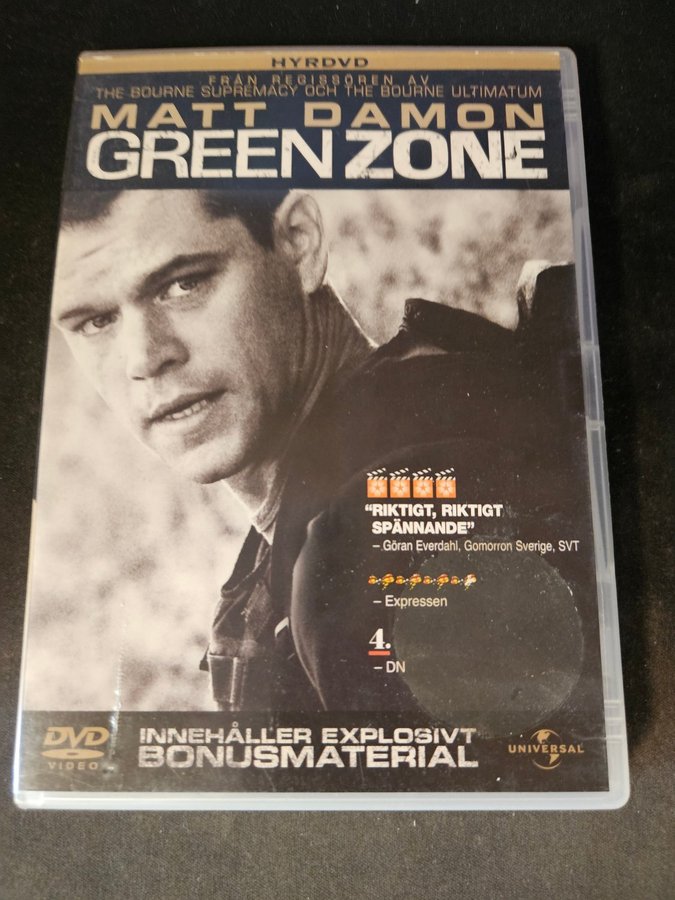 HYRDVD
FRÅN REGISSÖREN AV
THE BOURNE SUPREMACY OCH THE BOURNE ULTIMATUM
MATT DAMON
GREEN ZONE
"RIKTIGT, RIKTIGT
SPÄNNANDE"
– Göran Everdahl, Gomorron Sverige, SVT
– Expressen
4.
– DN
DVD
VIDEO
INNEHÅLLER EXPLOSIVT
BONUSMATERIAL
UNIVERSAL